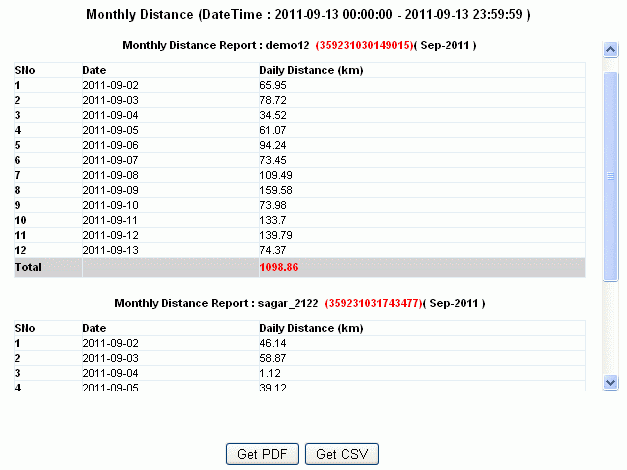 Monthly Distance (DateTime : 2011-09-13 00:00:00 - 2011-09-13 23:59:59 )
Monthly Distance Report : demo12 (359231030149015)( Sep-2011 )
SNo Date Daily Distance (km)
1 2011-09-02 65.95
2 2011-09-03 78.72
3 2011-09-04 34.52
4 2011-09-05 61.07
5 2011-09-06 94.24
6 2011-09-07 73.45
7 2011-09-08 109.49
8 2011-09-09 159.58
9 2011-09-10 73.98
10 2011-09-11 133.7
11 2011-09-12 139.79
12 2011-09-13 74.37
Total 1098.86
Monthly Distance Report : sagar_2122 (359231031743477)( Sep-2011 )
SNo Date Daily Distance (km)
1 2011-09-02 46.14
2 2011-09-03 58.87
3 2011-09-04 1.12
4 2011-09-05 39.12
Get PDF Get CSV